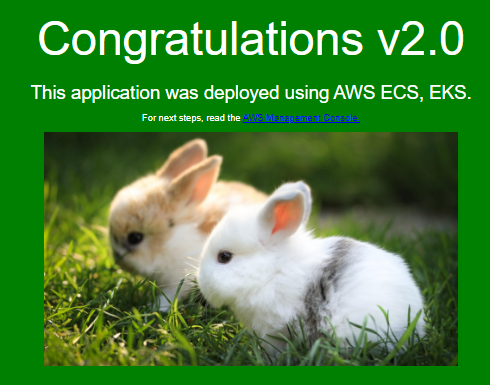 Congratulations v2.0
This application was deployed using AWS ECS, EKS.
For next steps, read the AWS Management Console.